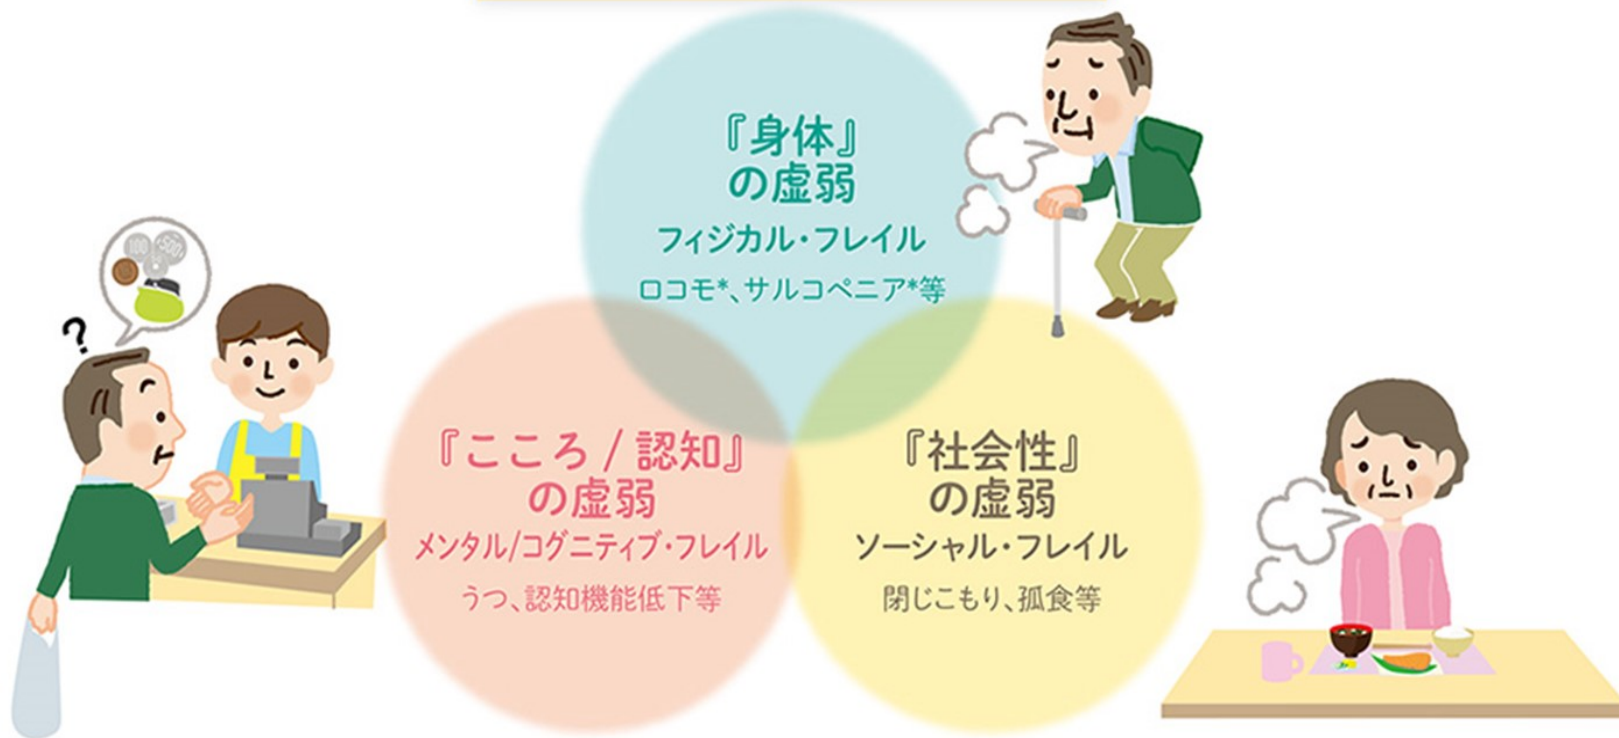 『身体』
の虚弱
フィジカル・フレイル
ロコモ*、サルコペニア*等
?
100
500
『こころ / 認知』
の虚弱
メンタル/コグニティブ・フレイル
うつ、認知機能低下等
『社会性』
の虚弱
ソーシャル・フレイル
閉じこもり、孤食等